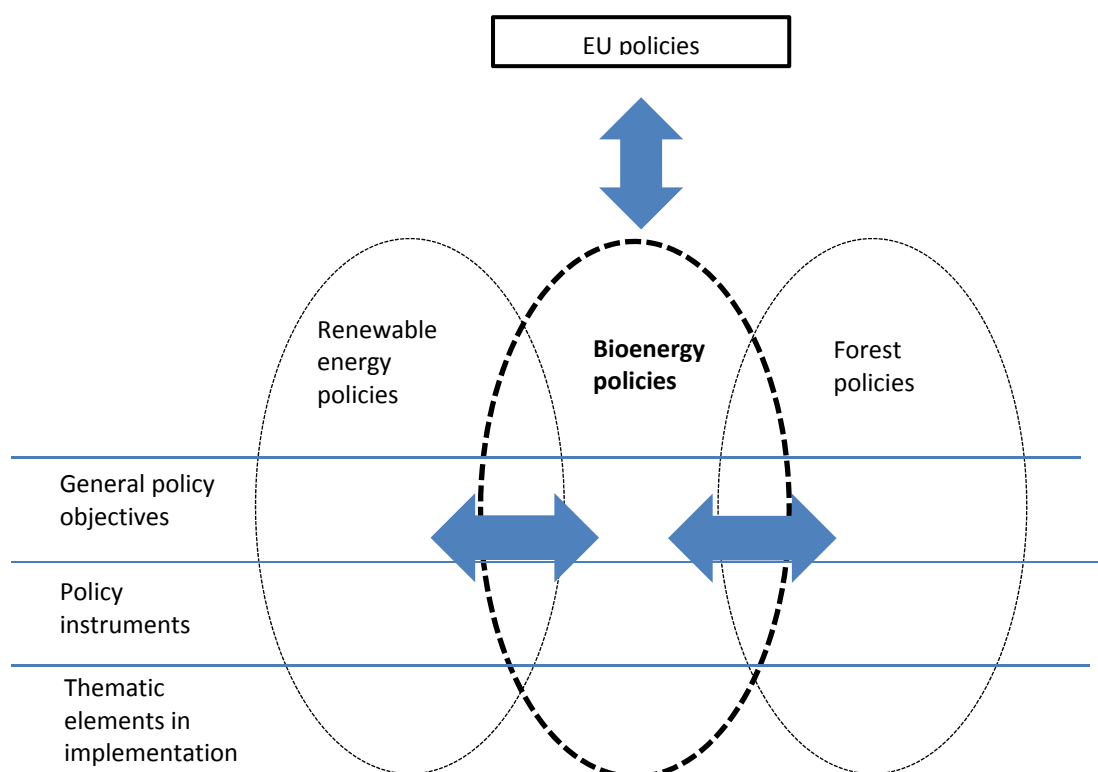 EU policies
Renewable
energy
policies
Bioenergy
policies
Forest
policies
General policy
objectives
Policy
instruments
Thematic
elements in
implementation